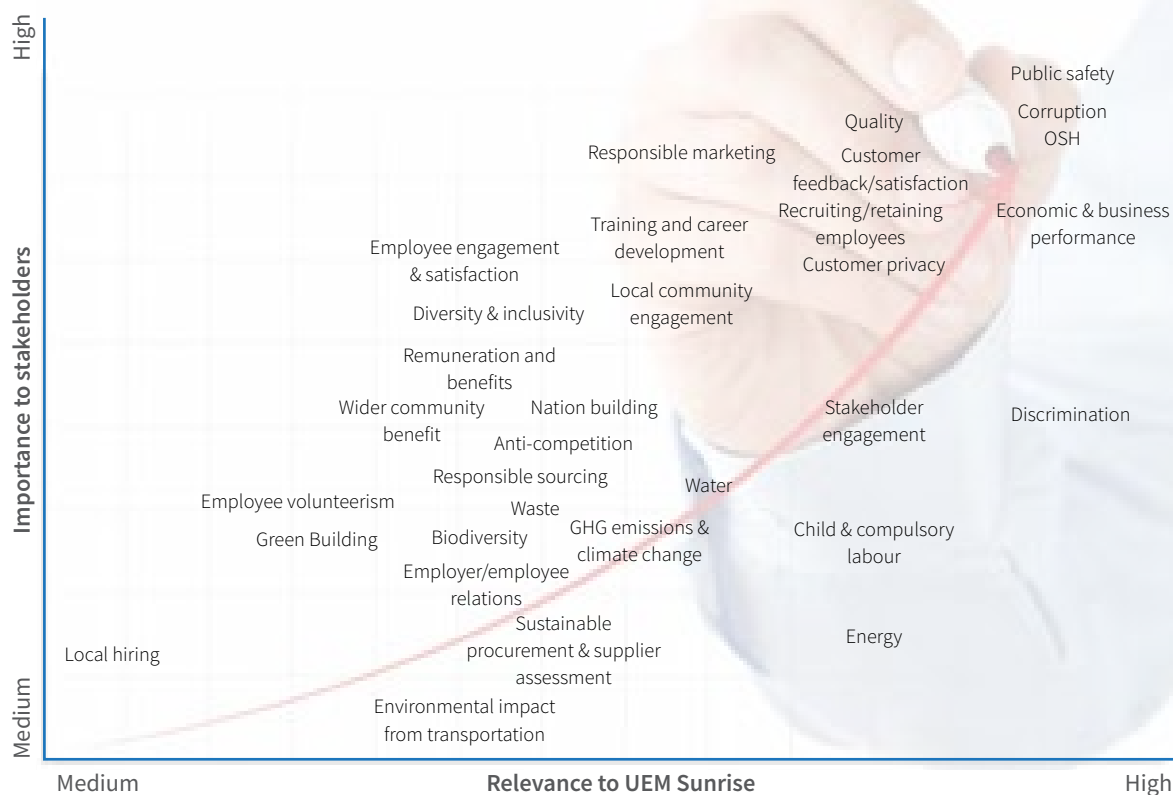 High
Public safety
Corruption
OSH
Quality
Responsible marketing
Customer
feedback/satisfaction
Recruiting/retaining
employees
Customer privacy
Economic & business
performance
Training and career
development
Employee engagement
& satisfaction
Local community
engagement
Diversity & inclusivity
Remuneration and
benefits
Wider community
benefit
Nation building
Stakeholder
engagement
Discrimination
Anti-competition
Responsible sourcing
Water
Employee volunteerism
Waste
Green Building
Biodiversity
GHG emissions &
climate change
Child & compulsory
labour
Employer/employee
relations
Sustainable
procurement & supplier
assessment
Energy
Local hiring
Environmental impact
from transportation
Importance to stakeholders
Medium
Medium
Relevance to UEM Sunrise
High